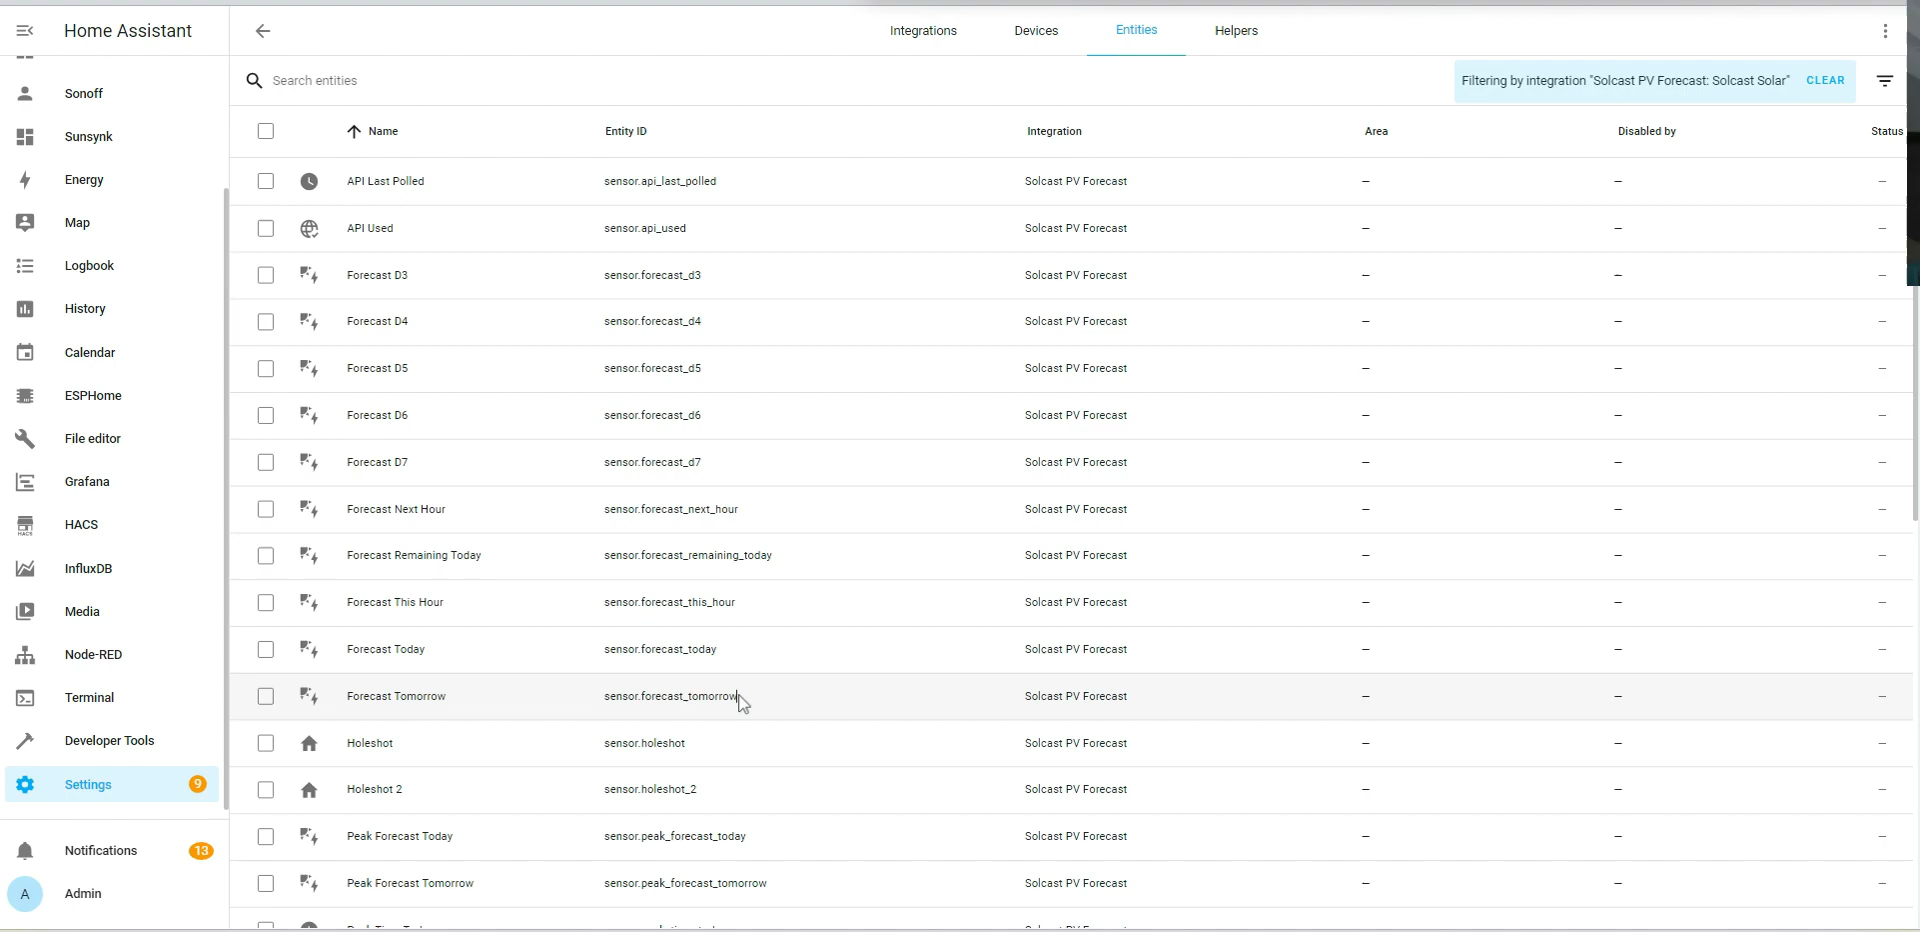 Home Assistant
Integrations
Devices
Entities
Helpers
Search entities
Filtering by integration "Solcast PV Forecast: Solcast Solar"
CLEAR
Sonoff
Sunsynk
Energy
Map
Logbook
History
Calendar
ESPHome
File editor
Grafana
HACS
HACS
InfluxDB
Media
Node-RED
Terminal
Developer Tools
Settings 9
Notifications 13
A Admin
Name Entity ID Integration Area Disabled by Status
API Last Polled sensor.api_last_polled Solcast PV Forecast — — —
API Used sensor.api_used Solcast PV Forecast — — —
Forecast D3 sensor.forecast_d3 Solcast PV Forecast — — —
Forecast D4 sensor.forecast_d4 Solcast PV Forecast — — —
Forecast D5 sensor.forecast_d5 Solcast PV Forecast — — —
Forecast D6 sensor.forecast_d6 Solcast PV Forecast — — —
Forecast D7 sensor.forecast_d7 Solcast PV Forecast — — —
Forecast Next Hour sensor.forecast_next_hour Solcast PV Forecast — — —
Forecast Remaining Today sensor.forecast_remaining_today Solcast PV Forecast — — —
Forecast This Hour sensor.forecast_this_hour Solcast PV Forecast — — —
Forecast Today sensor.forecast_today Solcast PV Forecast — — —
Forecast Tomorrow sensor.forecast_tomorrow Solcast PV Forecast — — —
Holeshot sensor.holeshot Solcast PV Forecast — — —
Holeshot 2 sensor.holeshot_2 Solcast PV Forecast — — —
Peak Forecast Today sensor.peak_forecast_today Solcast PV Forecast — — —
Peak Forecast Tomorrow sensor.peak_forecast_tomorrow Solcast PV Forecast — — —